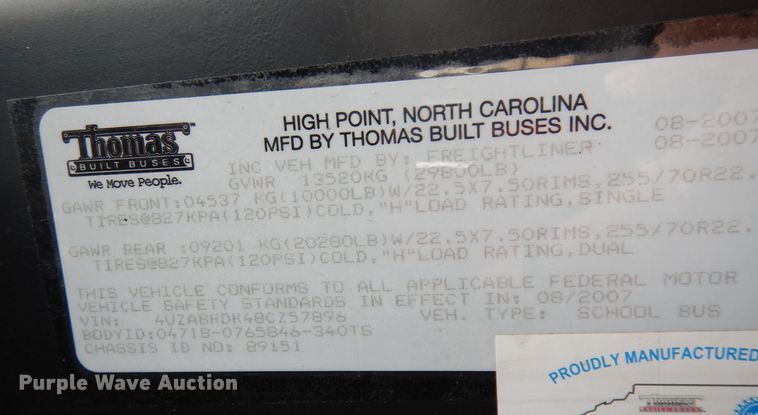 Thomas
BUILT BUSES
We Move People.
HIGH POINT, NORTH CAROLINA
MFD BY THOMAS BUILT BUSES INC. 08-2007
INC VEH MFD BY: FREIGHTLINER 08-2007
GVWR 13520KG (29800LB)
GAWR FRONT:04537 KG(10000LB)W/22.5X7.50RIMS,255/70R22.
TIRES@827KPA(120PSI)COLD,"H"LOAD RATING,SINGLE
GAWR REAR :09201 KG(20280LB)W/22.5X7.50RIMS,255/70R22.
TIRES@827KPA(120PSI)COLD,"H"LOAD RATING,DUAL
THIS VEHICLE CONFORMS TO ALL APPLICABLE FEDERAL MOTOR
VEHICLE SAFETY STANDARDS IN EFFECT IN: 08/2007
VIN: 4UZABRDK48CZ57896 VEH. TYPE: SCHOOL BUS
BODYID:04718-0765846-340TS
CHASSIS ID NO: 89151
PROUDLY MANUFACTURED
Thomas
BUILT BUSES
Purple Wave Auction